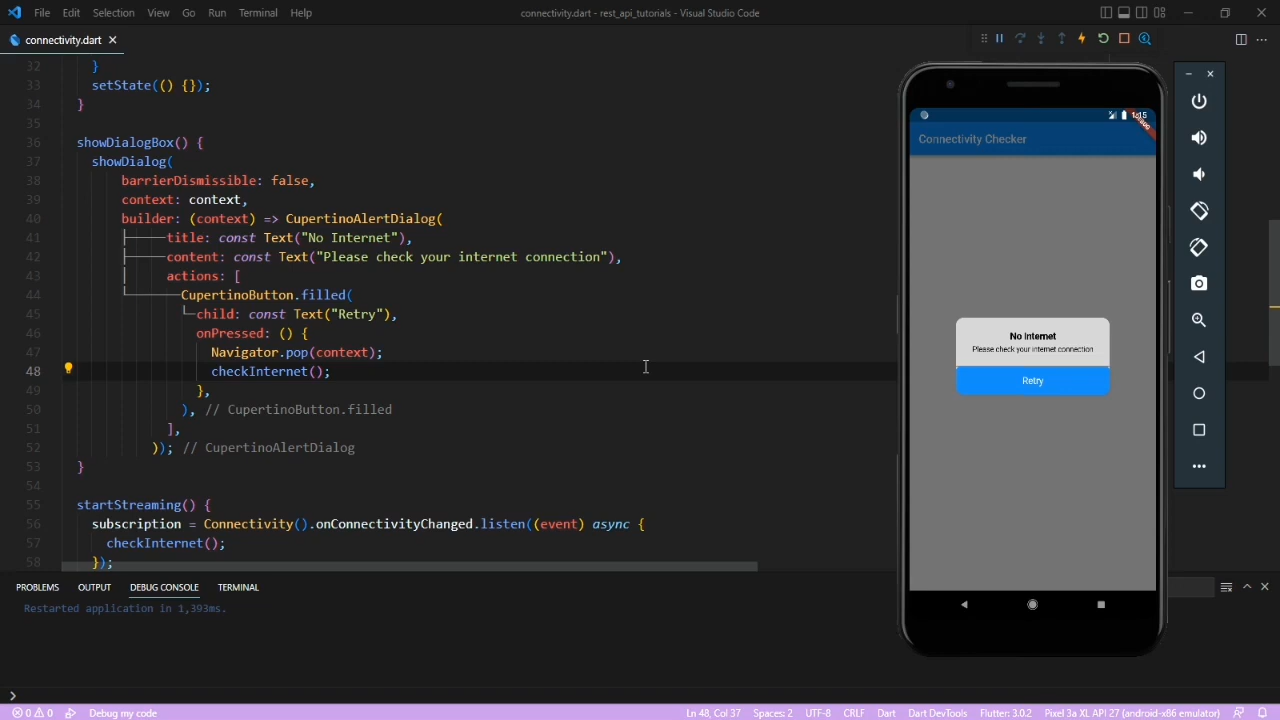 File Edit Selection View Go Run Terminal Help
connectivity.dart - rest_api_tutorials - Visual Studio Code
connectivity.dart
32 }
33 setState(() {});
34 }
35
36 showDialogBox() {
37 showDialog(
38 barrierDismissible: false,
39 context: context,
40 builder: (context) => CupertinoAlertDialog(
41 title: const Text("No Internet"),
42 content: const Text("Please check your internet connection"),
43 actions: [
44 CupertinoButton.filled(
45 child: const Text("Retry"),
46 onPressed: () {
47 Navigator.pop(context);
48 checkInternet();
49 },
50 ), // CupertinoButton.filled
51 ],
52 )); // CupertinoAlertDialog
53 }
54
55 startStreaming() {
56 subscription = Connectivity().onConnectivityChanged.listen((event) async {
57 checkInternet();
58 });
PROBLEMS OUTPUT DEBUG CONSOLE TERMINAL
Restarted application in 1,393ms.
0 0 Debug my code
Ln 48, Col 37 Spaces: 2 UTF-8 CRLF Dart Dart DevTools Flutter: 3.0.2 Pixel 3a XL API 27 (android-x86 emulator)
Connectivity Checker
No Internet
Please check your internet connection
Retry